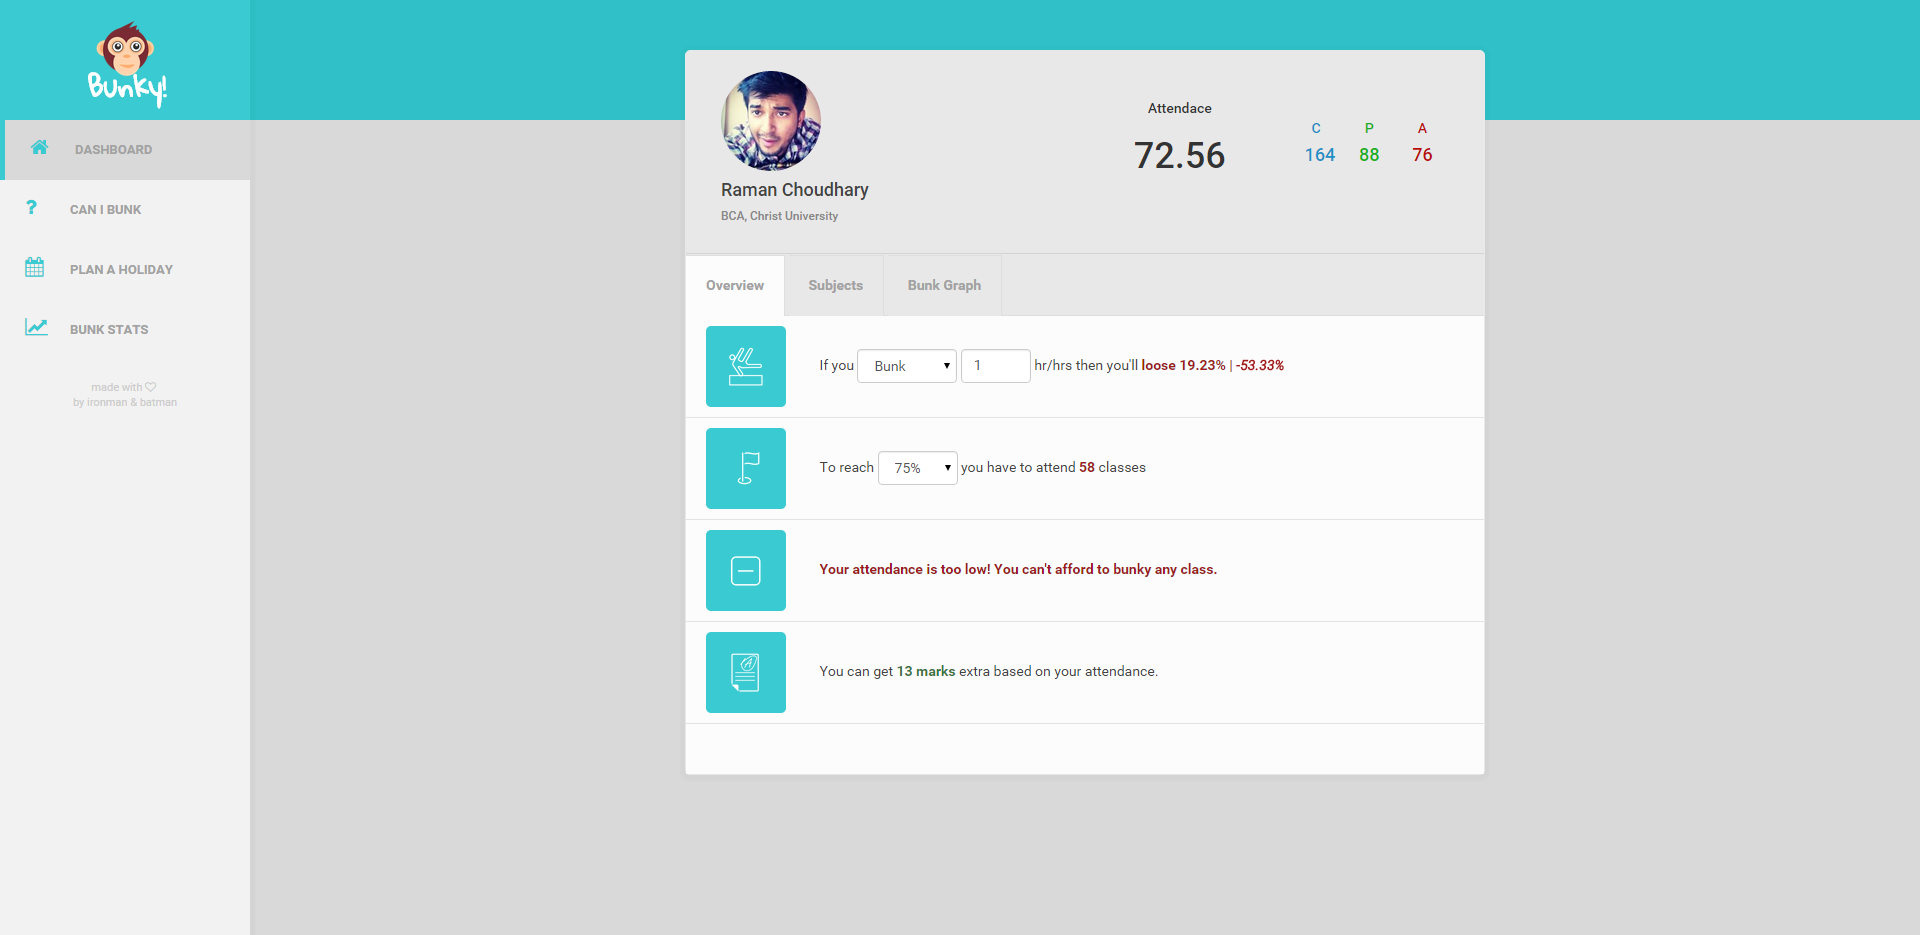 Bunky!
DASHBOARD
? CAN I BUNK
PLAN A HOLIDAY
BUNK STATS
made with ♡
by ironman & batman
Raman Choudhary
BCA, Christ University
Attendace
72.56
C P A
164 88 76
Overview Subjects Bunk Graph
If you Bunk 1 hr/hrs then you'll loose 19.23% | -53.33%
To reach 75% you have to attend 58 classes
Your attendance is too low! You can't afford to bunky any class.
A
You can get 13 marks extra based on your attendance.